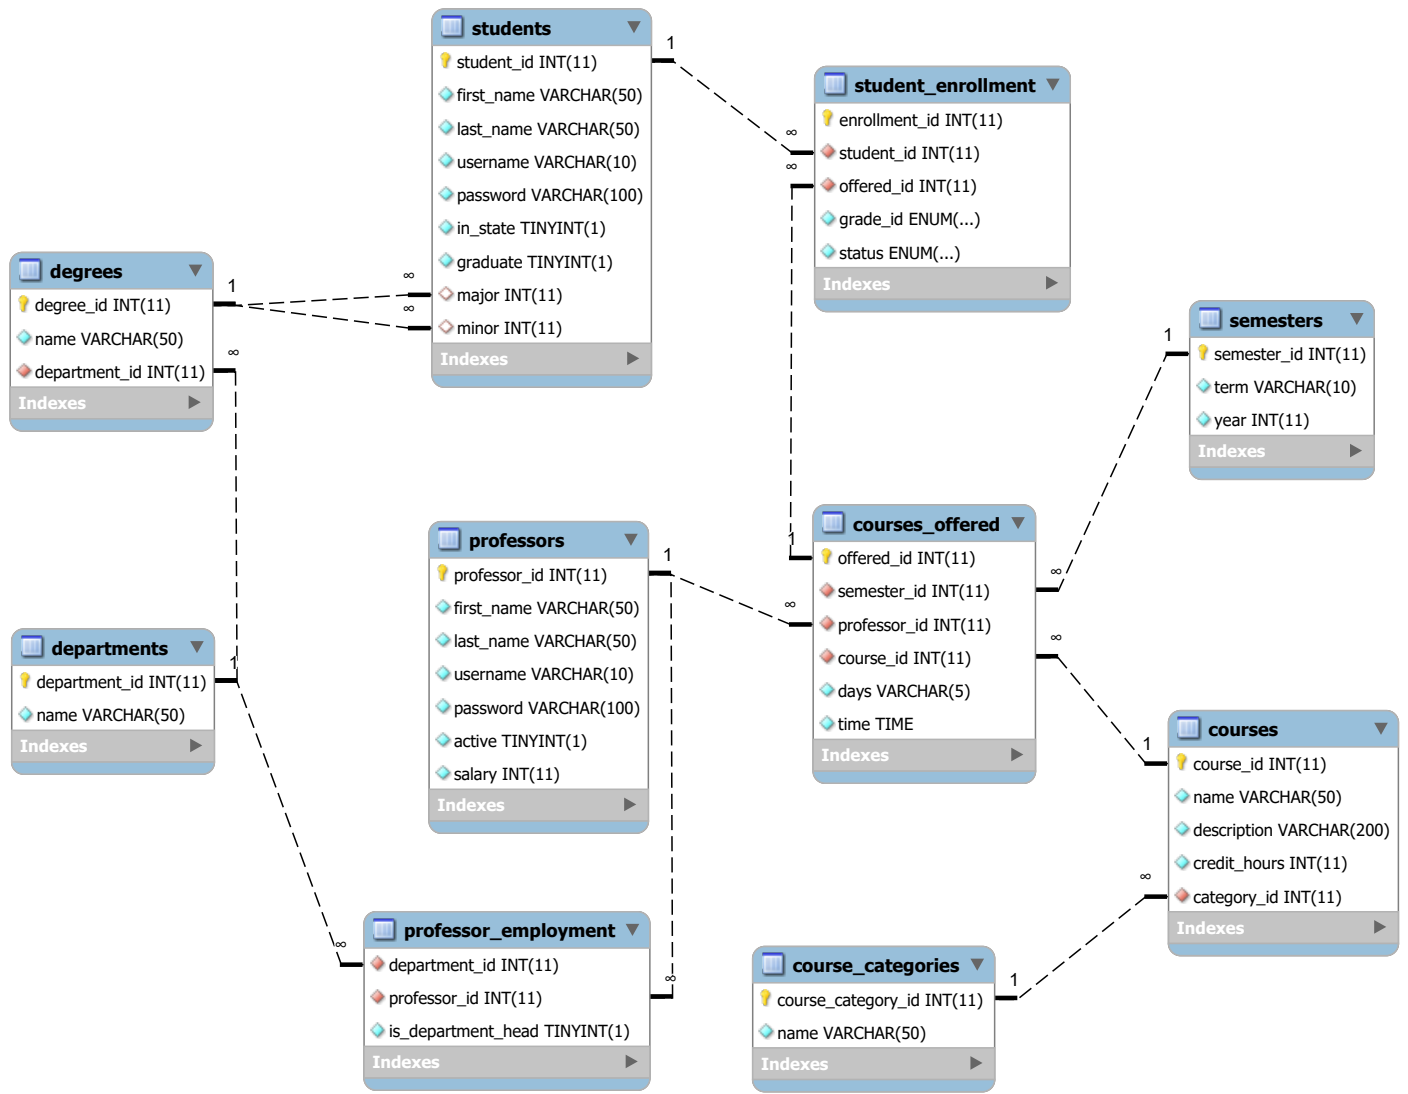 students
student_id INT(11)
first_name VARCHAR(50)
last_name VARCHAR(50)
username VARCHAR(10)
password VARCHAR(100)
in_state TINYINT(1)
graduate TINYINT(1)
major INT(11)
minor INT(11)
Indexes
1
∞
∞
student_enrollment
enrollment_id INT(11)
student_id INT(11)
offered_id INT(11)
grade_id ENUM(...)
status ENUM(...)
Indexes
∞
∞
degrees
degree_id INT(11)
name VARCHAR(50)
department_id INT(11)
Indexes
1
∞
semesters
semester_id INT(11)
term VARCHAR(10)
year INT(11)
Indexes
1
professors
professor_id INT(11)
first_name VARCHAR(50)
last_name VARCHAR(50)
username VARCHAR(10)
password VARCHAR(100)
active TINYINT(1)
salary INT(11)
Indexes
1
courses_offered
offered_id INT(11)
semester_id INT(11)
professor_id INT(11)
course_id INT(11)
days VARCHAR(5)
time TIME
Indexes
1
∞
∞
∞
departments
department_id INT(11)
name VARCHAR(50)
Indexes
1
courses
course_id INT(11)
name VARCHAR(50)
description VARCHAR(200)
credit_hours INT(11)
category_id INT(11)
Indexes
1
∞
professor_employment
department_id INT(11)
professor_id INT(11)
is_department_head TINYINT(1)
Indexes
∞
∞
course_categories
course_category_id INT(11)
name VARCHAR(50)
Indexes
1